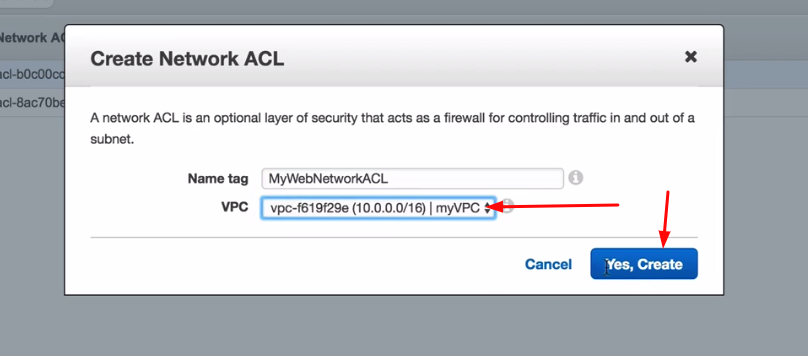 Network AC
acl-b0c00cc
acl-8ac70be
Create Network ACL
A network ACL is an optional layer of security that acts as a firewall for controlling traffic in and out of a
subnet.
Name tag MyWebNetworkACL
VPC vpc-f619f29e (10.0.0.0/16) | myVPC
Cancel Yes, Create